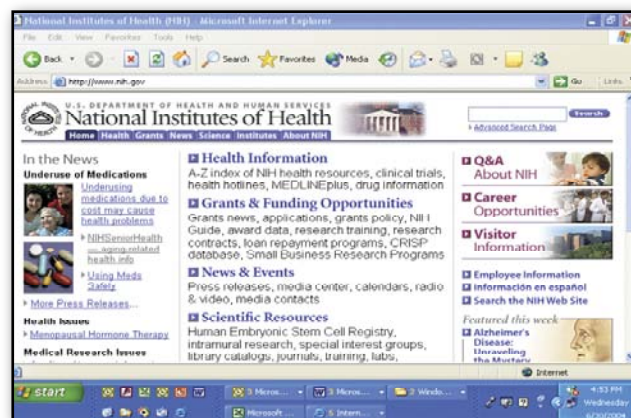 National Institutes of Health (NIH) - Microsoft Internet Explorer
File Edit View Favorites Tools Help
Back Search Favorites Media
Address http://www.nih.gov Go Links
U.S. DEPARTMENT OF HEALTH AND HUMAN SERVICES
National Institutes of Health
Search
Advanced Search Page
Home Health Grants News Science Institutes About NIH
In the News
Underuse of Medications
Underusing
medications due to
cost may cause
health problems
NIHSeniorHealth
— aging-related
health info
Using Meds
Safely
More Press Releases...
Health Issues
Menopausal Hormone Therapy
Medical Research Issues
Health Information
A-Z index of NIH health resources, clinical trials,
health hotlines, MEDLINEplus, drug information
Grants & Funding Opportunities
Grants news, applications, grants policy, NIH
Guide, award data, research training, research
contracts, loan repayment programs, CRISP
database, Small Business Research Programs
News & Events
Press releases, media center, calendars, radio
& video, media contacts
Scientific Resources
Human Embryonic Stem Cell Registry,
intramural research, special interest groups,
library catalogs, journals, training, labs,
Q&A
About NIH
Career
Opportunities
Visitor
Information
Employee Information
información en español
Search the NIH Web Site
Featured this week
Alzheimer's
Disease:
Unraveling
the Mystery
Internet
start 3 Micros... 3 Micros... 2 Windo... 4:53 PM
Wednesday
Microsoft ... 5 Intern...